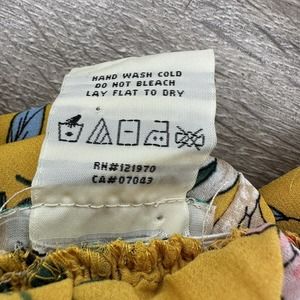 HAND WASH COLD
DO NOT BLEACH
LAY FLAT TO DRY
RN#121970
CA#07043